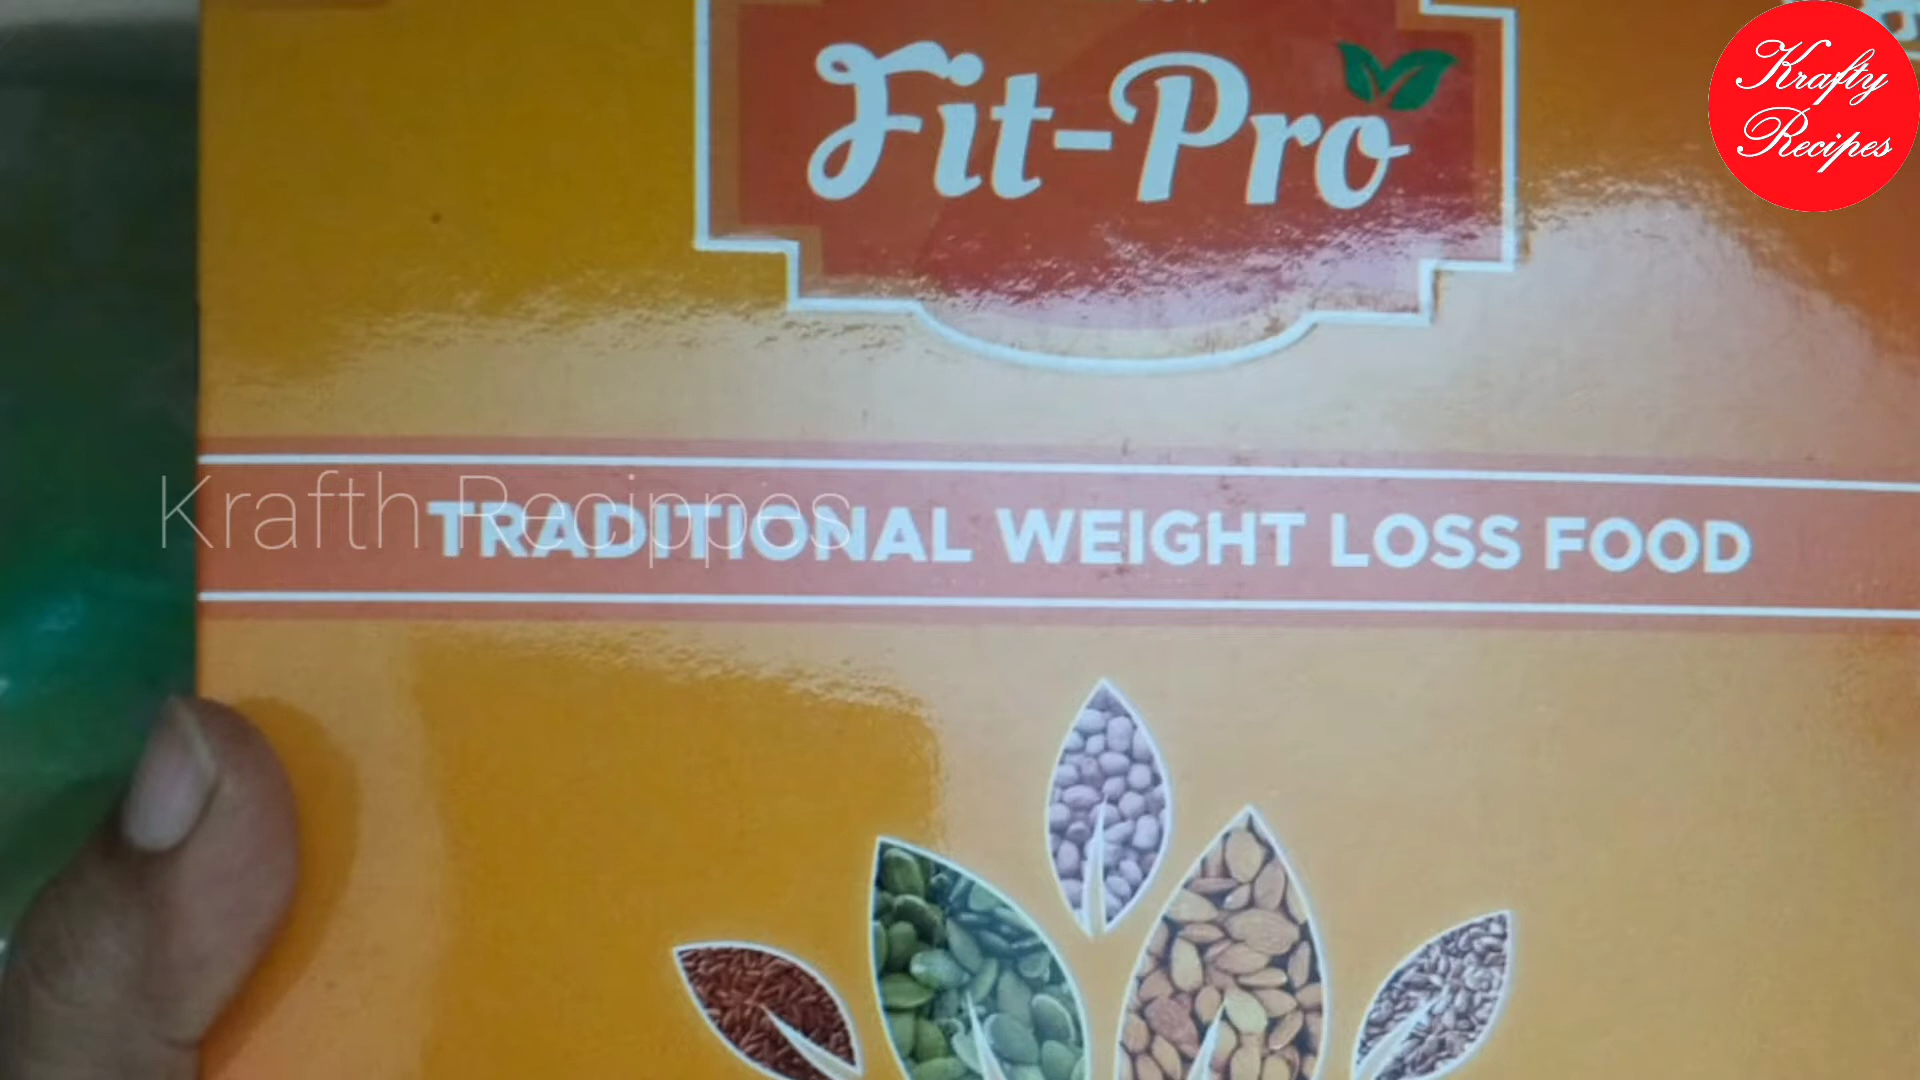 Fit-Pro
Krafty
Recipes
Krafth Recippes
TRADITIONAL WEIGHT LOSS FOOD